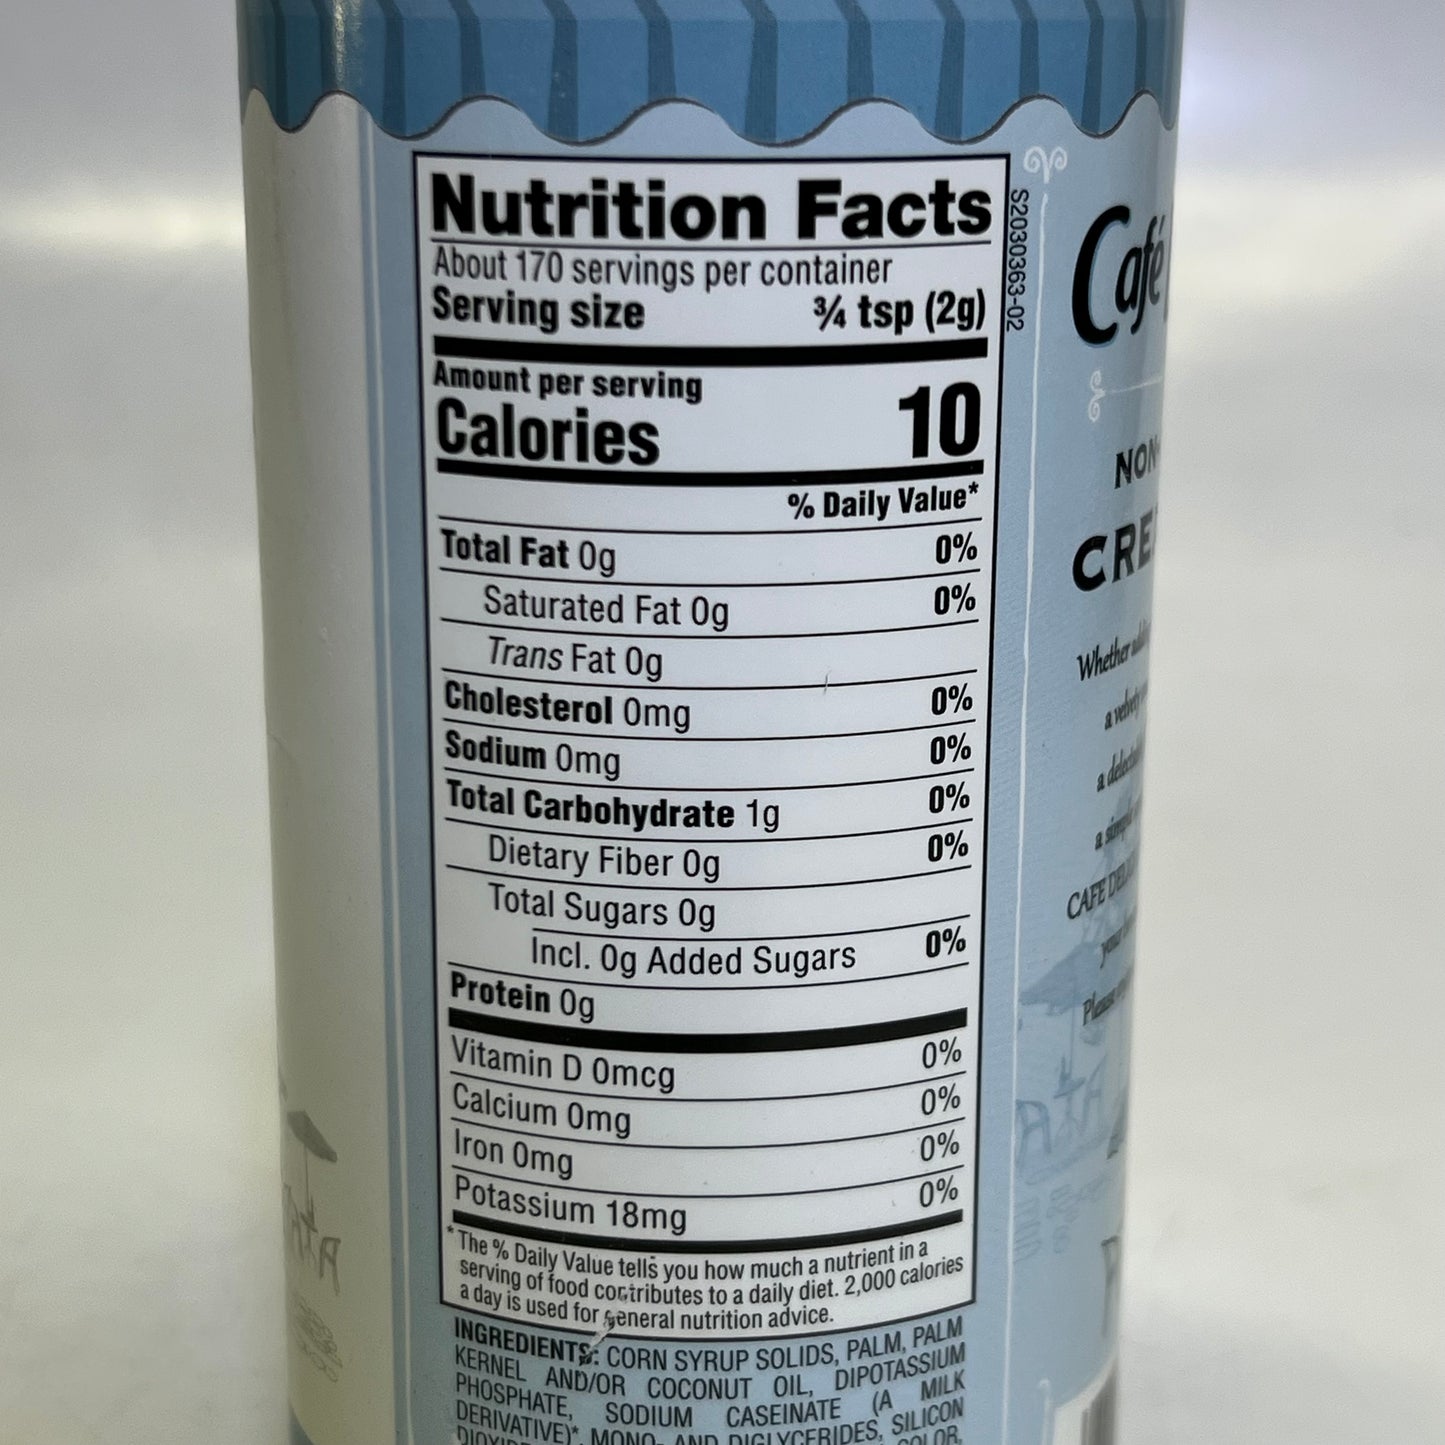 Nutrition Facts
About 170 servings per container
Serving size ¾ tsp (2g)
Amount per serving
Calories 10
% Daily Value*
Total Fat 0g 0%
Saturated Fat 0g 0%
Trans Fat 0g
Cholesterol 0mg 0%
Sodium 0mg 0%
Total Carbohydrate 1g 0%
Dietary Fiber 0g 0%
Total Sugars 0g
Incl. 0g Added Sugars 0%
Protein 0g
Vitamin D 0mcg 0%
Calcium 0mg 0%
Iron 0mg 0%
Potassium 18mg 0%
*The % Daily Value tells you how much a nutrient in a
serving of food contributes to a daily diet. 2,000 calories
a day is used for general nutrition advice.
INGREDIENTS: CORN SYRUP SOLIDS, PALM, PALM
KERNEL AND/OR COCONUT OIL, DIPOTASSIUM
PHOSPHATE, SODIUM CASEINATE (A MILK
DERIVATIVE)*, MONO- AND DIGLYCERIDES, SILICON
COLOR,
S2030363-02
Café
NON-
CRE
Whether
a velvety
a
a
CAFE
Please